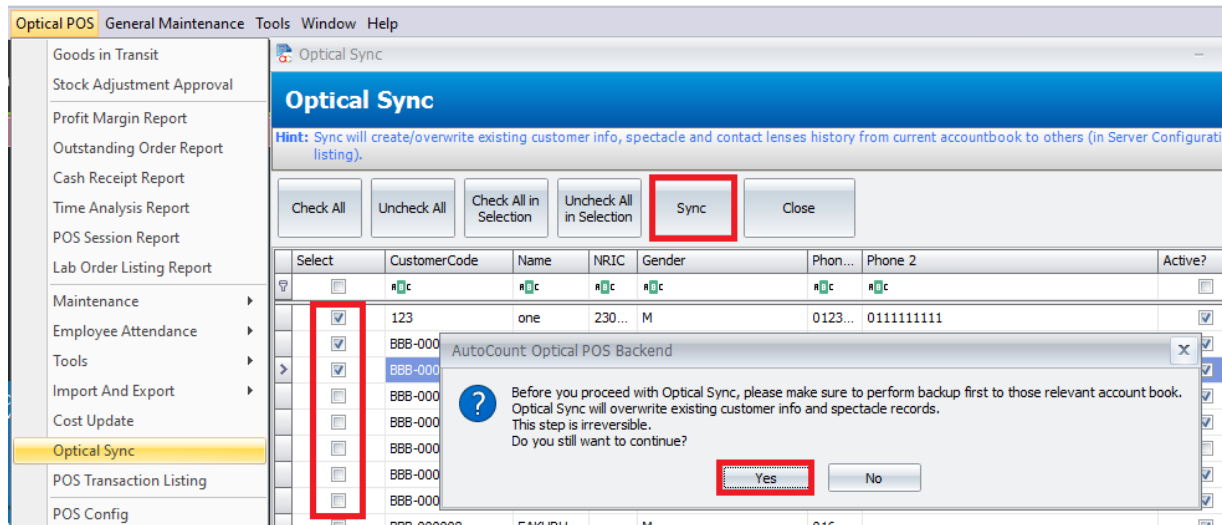 Optical POS General Maintenance Tools Window Help
Goods in Transit
Stock Adjustment Approval
Profit Margin Report
Outstanding Order Report
Cash Receipt Report
Time Analysis Report
POS Session Report
Lab Order Listing Report
Maintenance
Employee Attendance
Tools
Import And Export
Cost Update
Optical Sync
POS Transaction Listing
POS Config
Optical Sync
Optical Sync
Hint: Sync will create/overwrite existing customer info, spectacle and contact lenses history from current accountbook to others (in Server Configurati
listing).
Check All Uncheck All Check All in Selection Uncheck All in Selection Sync Close
Select CustomerCode Name NRIC Gender Phon... Phone 2 Active?
123 one 230... M 0123... 0111111111
BBB-000
BBB-000
BBB-000
BBB-000
BBB-000
BBB-000
BBB-000
AutoCount Optical POS Backend
Before you proceed with Optical Sync, please make sure to perform backup first to those relevant account book.
Optical Sync will overwrite existing customer info and spectacle records.
This step is irreversible.
Do you still want to continue?
Yes No